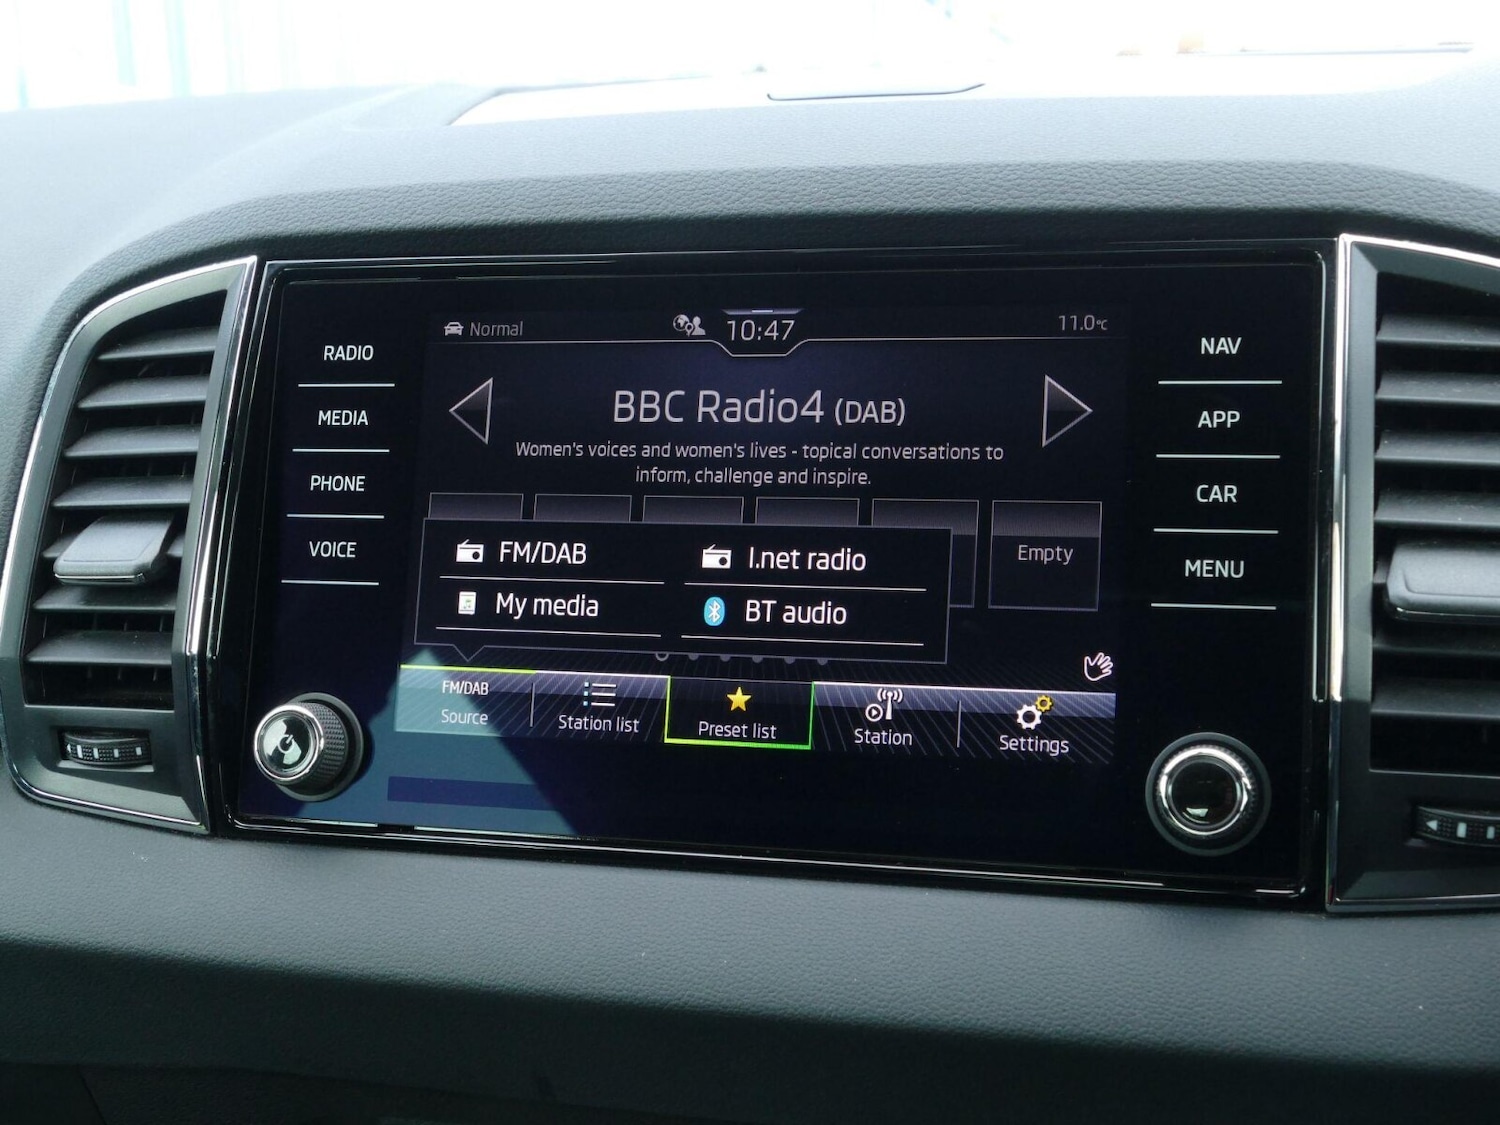 RADIO
MEDIA
PHONE
VOICE
Normal
10:47
11.0°C
BBC Radio4 (DAB)
Women's voices and women's lives - topical conversations to
inform, challenge and inspire.
Empty
FM/DAB
I.net radio
My media
BT audio
FM/DAB
Source
Station list
Preset list
Station
Settings
NAV
APP
CAR
MENU